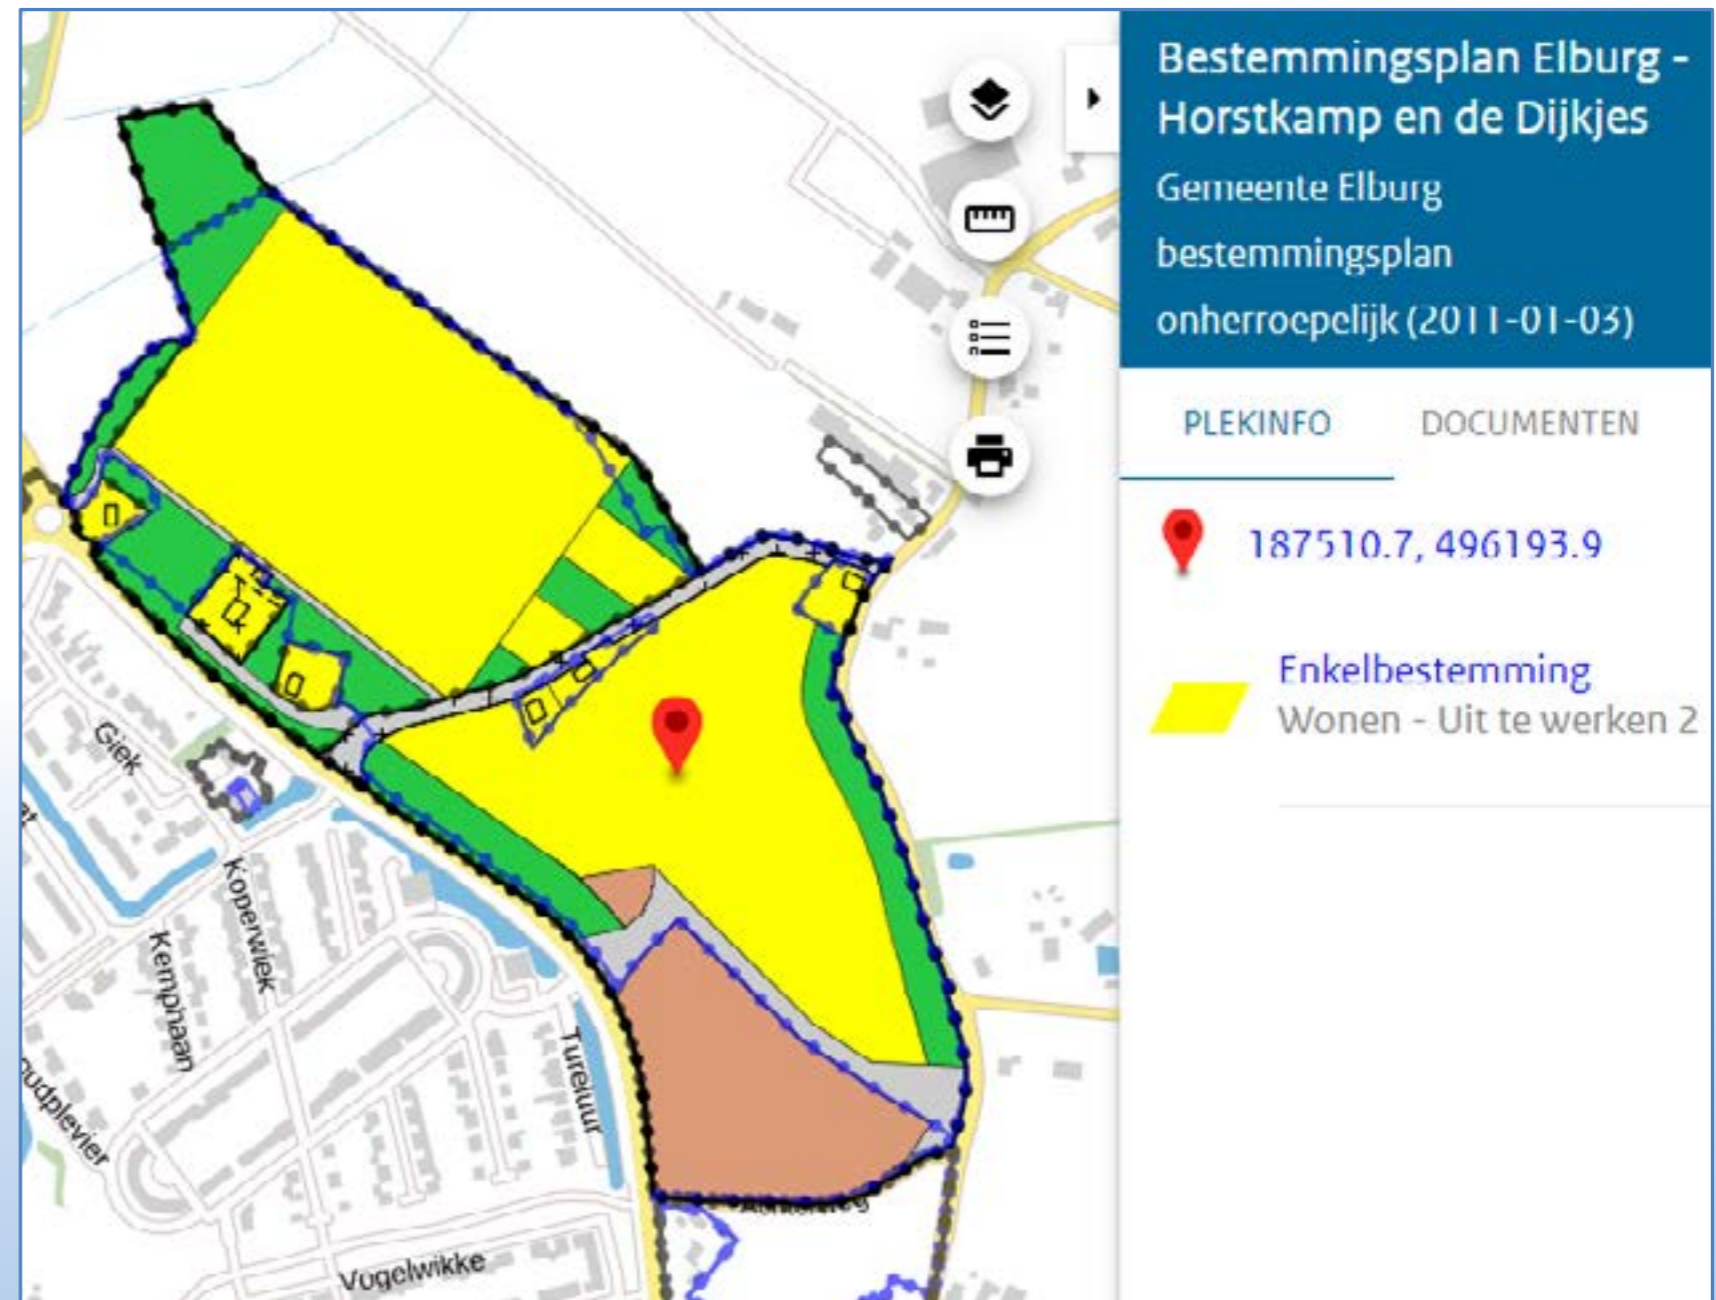 Bestemmingsplan Elburg -
Horstkamp en de Dijkjes
Gemeente Elburg
bestemmingsplan
onherroepelijk (2011-01-03)
PLEKINFO
DOCUMENTEN
187510.7, 496193.9
Enkelbestemming
Wonen - Uit te werken 2
Giek
Koperwiek
Kemphaan
Tureluur
Vogelwikke